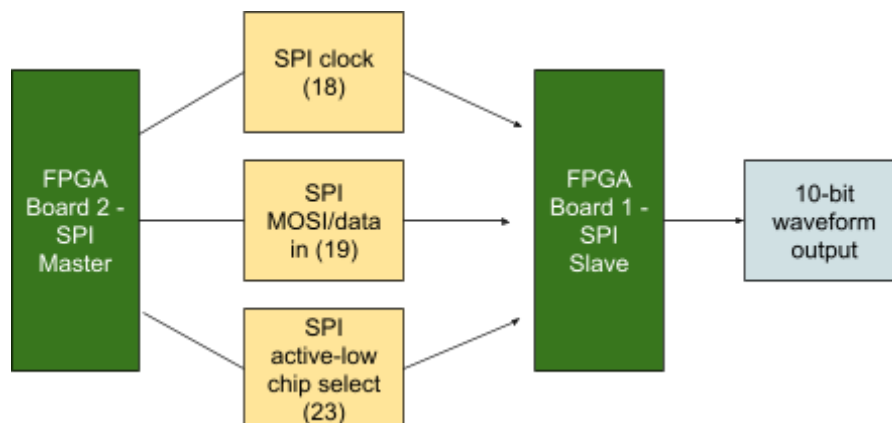 SPI clock
(18)
FPGA
Board 2 -
SPI
Master
SPI
MOSI/data
in (19)
FPGA
Board 1 -
SPI
Slave
10-bit
waveform
output
SPI
active-low
chip select
(23)